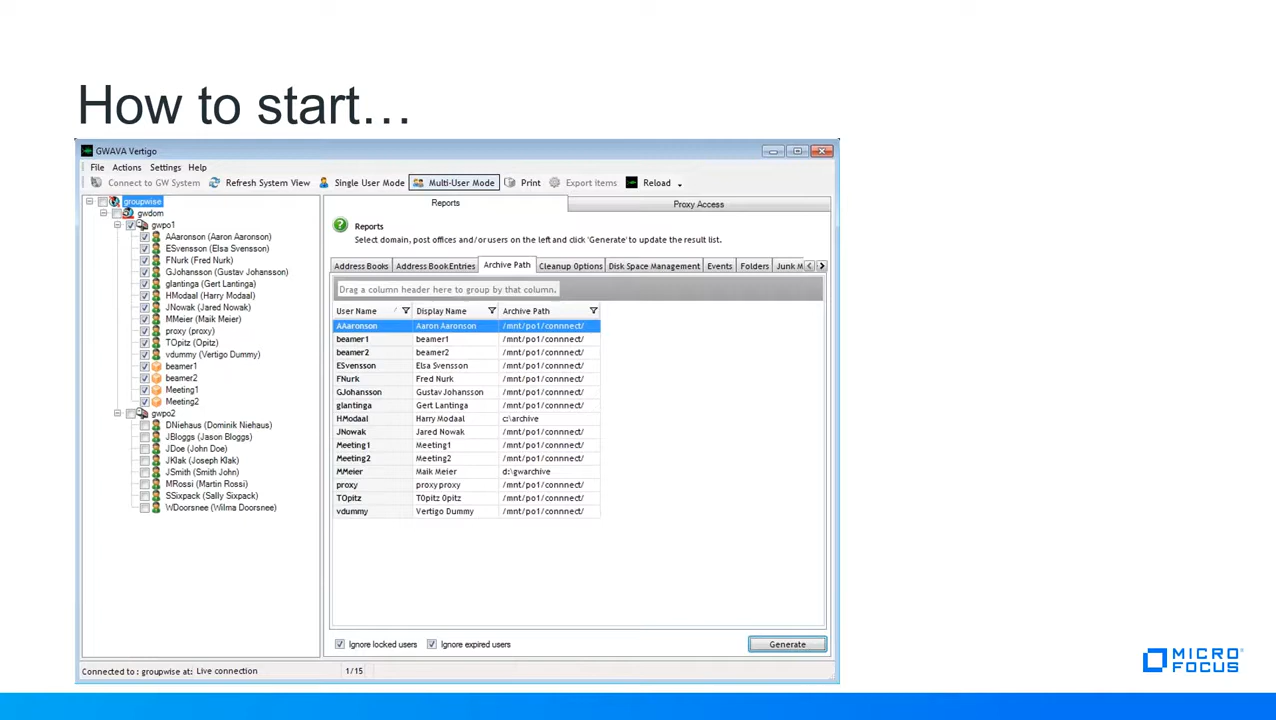 How to start…
GWAVA Vertigo
File Actions Settings Help
Connect to GW System Refresh System View Single User Mode Multi-User Mode Print Export Items Reload
groupwise
gwdom
gwpo1
AAaronson (Aaron Aaronson)
ESvensson (Elsa Svensson)
FNurk (Fred Nurk)
GJohansson (Gustav Johansson)
glantinga (Gert Lantinga)
HModaal (Harry Modaal)
JNowak (Jared Nowak)
MMeier (Maik Meier)
proxy (proxy)
TOpitz (Opitz)
vdummy (Vertigo Dummy)
beamer1
beamer2
Meeting1
Meeting2
gwpo2
DNiehaus (Dominik Niehaus)
JBloggs (Jason Bloggs)
JDoe (John Doe)
JKlak (Joseph Klak)
JSmith (Smith John)
MRossi (Martin Rossi)
SSixpack (Sally Sixpack)
WDoorsnee (Wilma Doorsnee)
Reports Proxy Access
Reports
Select domain, post offices and/or users on the left and click 'Generate' to update the result list.
Address Books Address Book Entries Archive Path Cleanup Options Disk Space Management Events Folders Junk M
Drag a column header here to group by that column.
User Name Display Name Archive Path
AAaronson Aaron Aaronson /mnt/po1/connnect/
beamer1 beamer1 /mnt/po1/connnect/
beamer2 beamer2 /mnt/po1/connnect/
ESvensson Elsa Svensson /mnt/po1/connnect/
FNurk Fred Nurk /mnt/po1/connnect/
GJohansson Gustav Johansson /mnt/po1/connnect/
glantinga Gert Lantinga /mnt/po1/connnect/
HModaal Harry Modaal c:\archive
JNowak Jared Nowak /mnt/po1/connnect/
Meeting1 Meeting1 /mnt/po1/connnect/
Meeting2 Meeting2 /mnt/po1/connnect/
MMeier Maik Meier d:\gwarchive
proxy proxy proxy /mnt/po1/connnect/
TOpitz TOpitz Opitz /mnt/po1/connnect/
vdummy Vertigo Dummy /mnt/po1/connnect/
Ignore locked users Ignore expired users Generate
Connected to : groupwise at: Live connection 1/15
MICRO
FOCUS